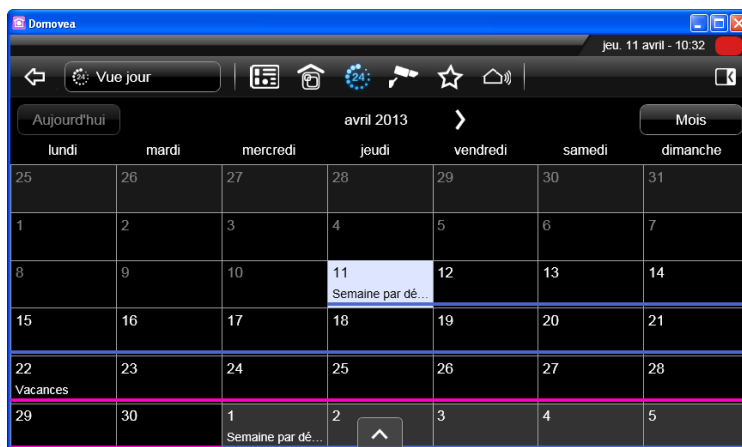 Domovea
jeu. 11 avril - 10:32
24 Vue jour 24
Aujourd'hui avril 2013 Mois
lundi mardi mercredi jeudi vendredi samedi dimanche
25 26 27 28 29 30 31
1 2 3 4 5 6 7
8 9 10 11 12 13 14
Semaine par dé...
15 16 17 18 19 20 21
22 23 24 25 26 27 28
Vacances
29 30 1 2 3 4 5
Semaine par dé...